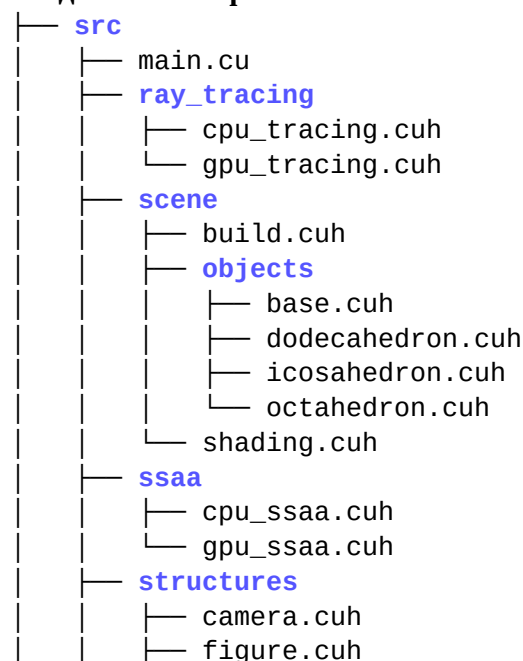 ├── src
│   ├── main.cu
│   ├── ray_tracing
│   │   ├── cpu_tracing.cuh
│   │   └── gpu_tracing.cuh
│   ├── scene
│   │   ├── build.cuh
│   │   ├── objects
│   │   │   ├── base.cuh
│   │   │   ├── dodecahedron.cuh
│   │   │   ├── icosahedron.cuh
│   │   │   └── octahedron.cuh
│   │   └── shading.cuh
│   ├── ssaa
│   │   ├── cpu_ssaa.cuh
│   │   └── gpu_ssaa.cuh
│   ├── structures
│   │   ├── camera.cuh
│   │   ├── figure.cuh